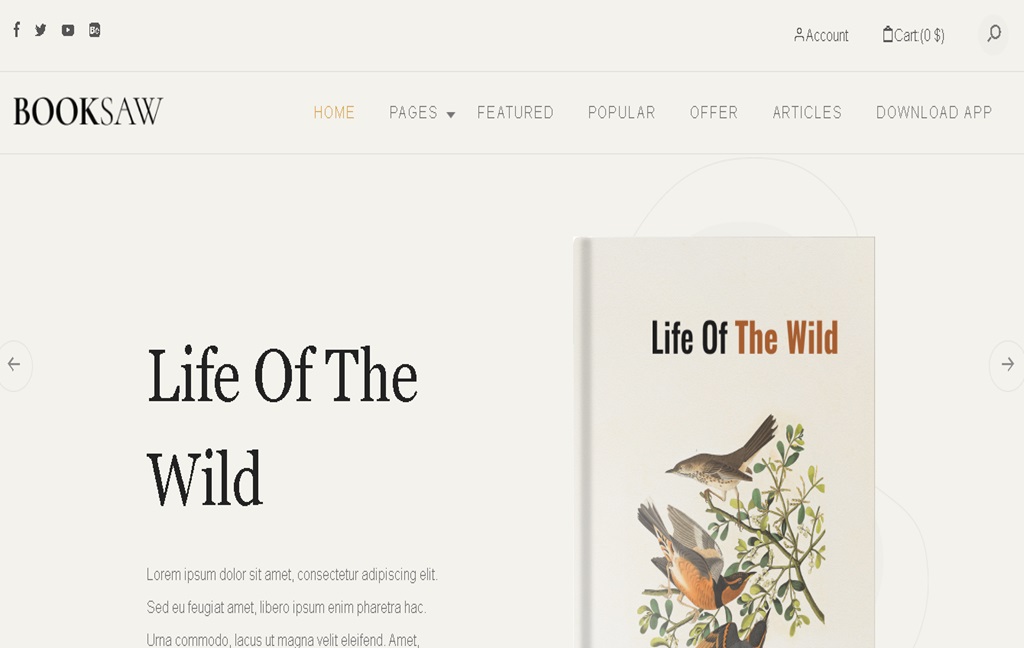 Account Cart:(0 $)
BOOKSAW
HOME PAGES FEATURED POPULAR OFFER ARTICLES DOWNLOAD APP
Life Of The Wild
Life Of The
Wild
Lorem ipsum dolor sit amet, consectetur adipiscing elit.
Sed eu feugiat amet, libero ipsum enim pharetra hac.
Urna commodo, lacus ut magna velit eleifend. Amet,